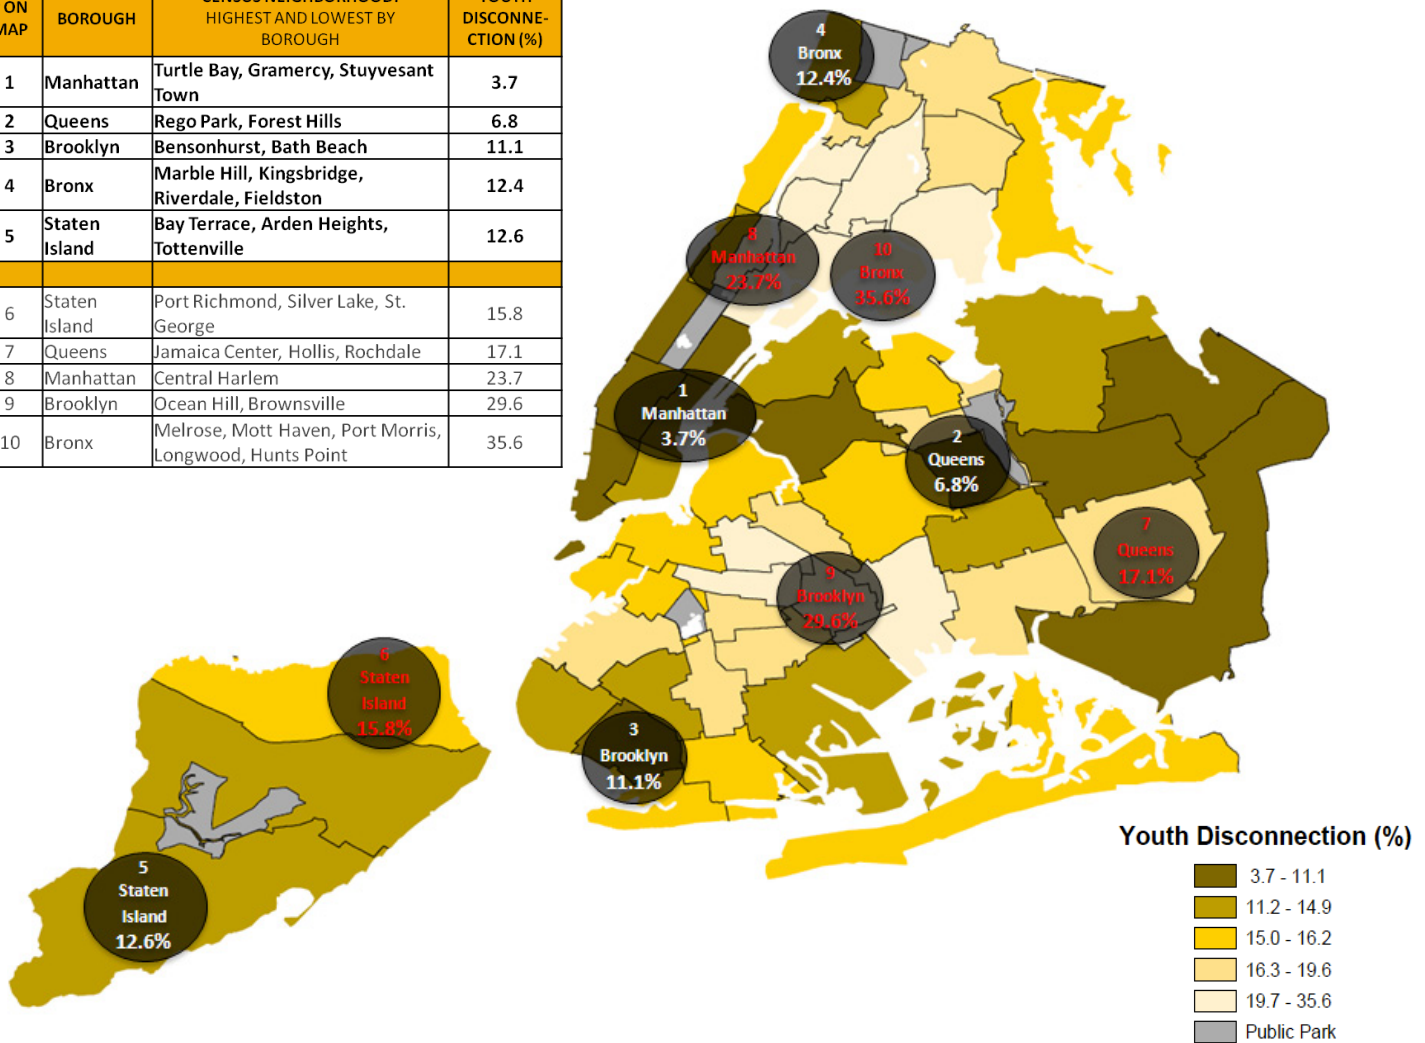 ON
MAP
BOROUGH
CENSUS NEIGHBORHOOD:
HIGHEST AND LOWEST BY
BOROUGH
YOUTH
DISCONNE-
CTION (%)
1
Manhattan
Turtle Bay, Gramercy, Stuyvesant
Town
3.7
2
Queens
Rego Park, Forest Hills
6.8
3
Brooklyn
Bensonhurst, Bath Beach
11.1
4
Bronx
Marble Hill, Kingsbridge,
Riverdale, Fieldston
12.4
5
Staten
Island
Bay Terrace, Arden Heights,
Tottenville
12.6
6
Staten
Island
Port Richmond, Silver Lake, St.
George
15.8
7
Queens
Jamaica Center, Hollis, Rochdale
17.1
8
Manhattan
Central Harlem
23.7
9
Brooklyn
Ocean Hill, Brownsville
29.6
10
Bronx
Melrose, Mott Haven, Port Morris,
Longwood, Hunts Point
35.6
4
Bronx
12.4%
8
Manhattan
23.7%
10
Bronx
35.6%
1
Manhattan
3.7%
2
Queens
6.8%
7
Queens
17.1%
9
Brooklyn
29.6%
6
Staten
Island
15.8%
3
Brooklyn
11.1%
5
Staten
Island
12.6%
Youth Disconnection (%)
3.7 - 11.1
11.2 - 14.9
15.0 - 16.2
16.3 - 19.6
19.7 - 35.6
Public Park